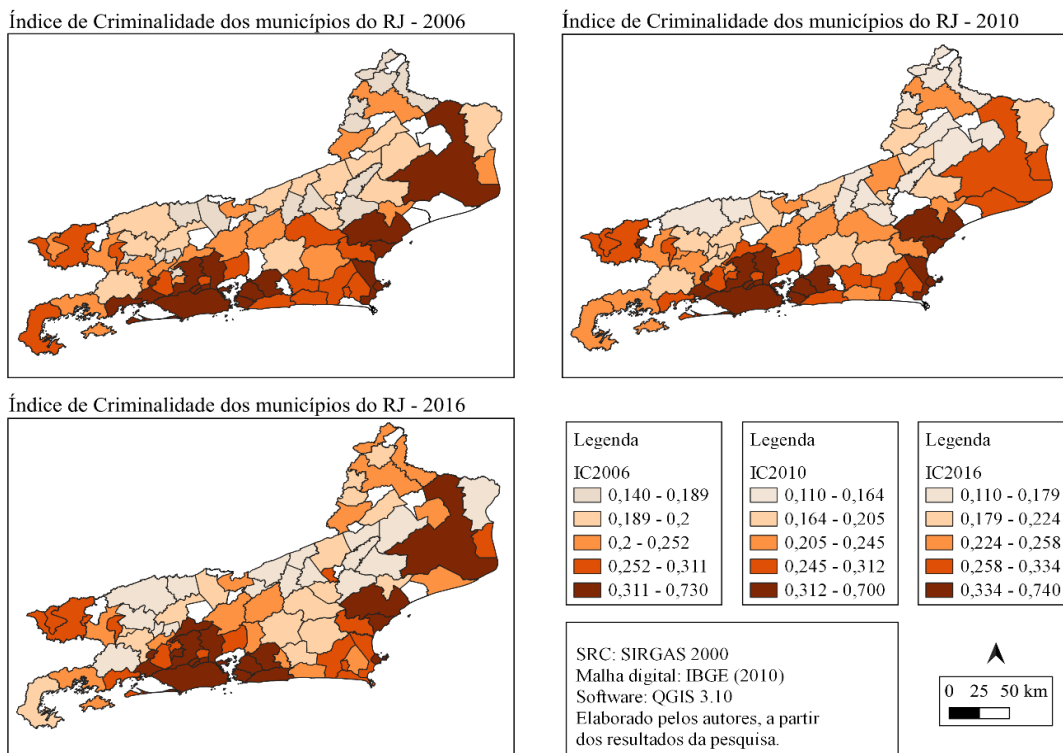 Índice de Criminalidade dos municípios do RJ - 2006
Índice de Criminalidade dos municípios do RJ - 2010
Índice de Criminalidade dos municípios do RJ - 2016
Legenda
IC2006
0,140 - 0,189
0,189 - 0,2
0,2 - 0,252
0,252 - 0,311
0,311 - 0,730
Legenda
IC2010
0,110 - 0,164
0,164 - 0,205
0,205 - 0,245
0,245 - 0,312
0,312 - 0,700
Legenda
IC2016
0,110 - 0,179
0,179 - 0,224
0,224 - 0,258
0,258 - 0,334
0,334 - 0,740
SRC: SIRGAS 2000
Malha digital: IBGE (2010)
Software: QGIS 3.10
Elaborado pelos autores, a partir
dos resultados da pesquisa.
0 25 50 km